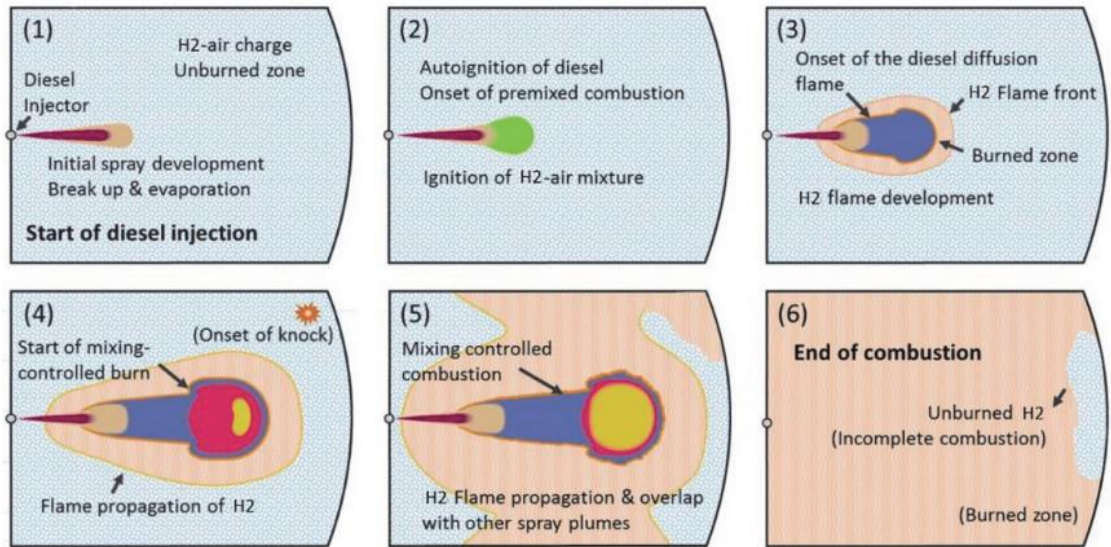 (1)
H2-air charge
Unburned zone
Diesel
Injector
Initial spray development
Break up & evaporation
Start of diesel injection
(2)
Autoignition of diesel
Onset of premixed combustion
Ignition of H2-air mixture
(3)
Onset of the diesel diffusion
flame
H2 Flame front
Burned zone
H2 flame development
(4)
(Onset of knock)
Start of mixing-
controlled burn
Flame propagation of H2
(5)
Mixing controlled
combustion
H2 Flame propagation & overlap
with other spray plumes
(6)
End of combustion
Unburned H2
(Incomplete combustion)
(Burned zone)